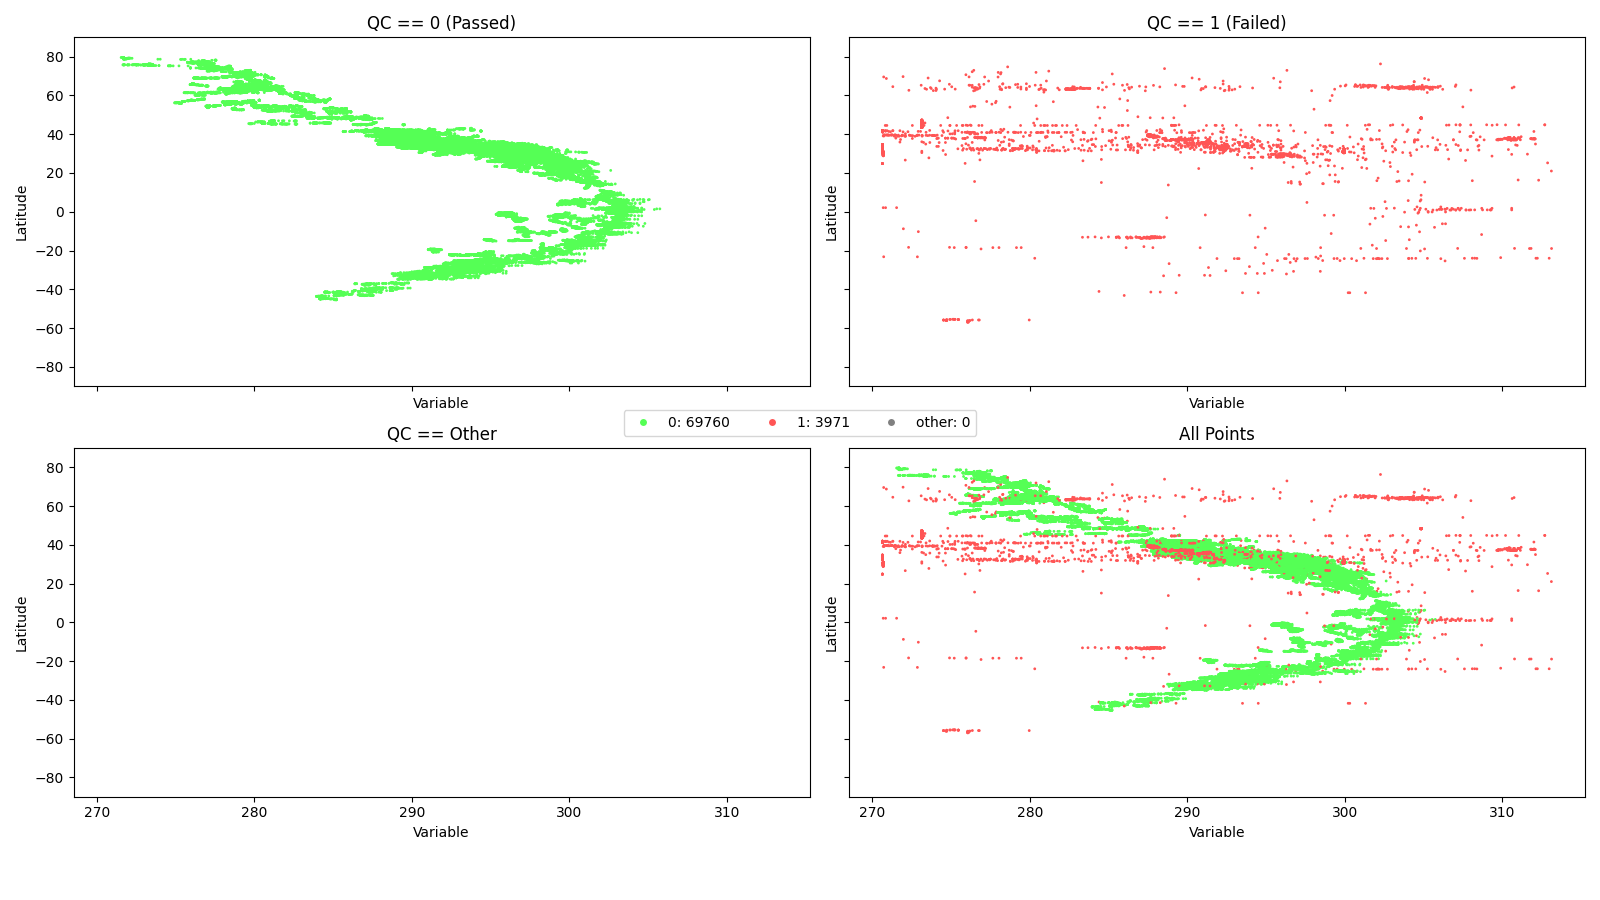 QC == 0 (Passed)
QC == 1 (Failed)
80
60
40
20
0
−20
−40
−60
−80
Latitude
Latitude
Variable
Variable
0: 69760
1: 3971
other: 0
QC == Other
All Points
80
60
40
20
0
−20
−40
−60
−80
Latitude
Latitude
270
280
290
300
310
270
280
290
300
310
Variable
Variable